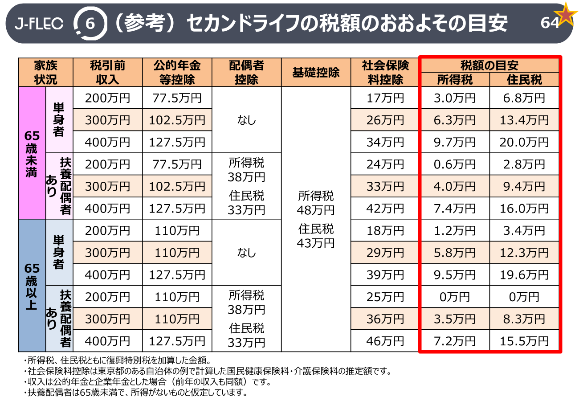 J-FLEC 6 （参考）セカンドライフの税額のおおよその目安 64
家族状況 税引前収入 公的年金等控除 配偶者控除 基礎控除 社会保険料控除 税額の目安
所得税 住民税
65歳未満 単身者 200万円 77.5万円 なし 所得税48万円 住民税43万円 17万円 3.0万円 6.8万円
300万円 102.5万円 26万円 6.3万円 13.4万円
400万円 127.5万円 34万円 9.7万円 20.0万円
扶養配偶者あり 200万円 77.5万円 所得税38万円 住民税33万円 24万円 0.6万円 2.8万円
300万円 102.5万円 33万円 4.0万円 9.4万円
400万円 127.5万円 42万円 7.4万円 16.0万円
65歳以上 単身者 200万円 110万円 なし 18万円 1.2万円 3.4万円
300万円 110万円 29万円 5.8万円 12.3万円
400万円 127.5万円 39万円 9.5万円 19.6万円
扶養配偶者あり 200万円 110万円 所得税38万円 住民税33万円 25万円 0万円 0万円
300万円 110万円 36万円 3.5万円 8.3万円
400万円 127.5万円 46万円 7.2万円 15.5万円
・所得税、住民税ともに復興特別税を加算した金額。
・社会保険料控除は東京都のある自治体の例で計算した国民健康保険料・介護保険料の推定額です。
・収入は公的年金と企業年金とした場合（前年の収入も同額）です。
・扶養配偶者は65歳未満で、所得がないものと仮定しています。